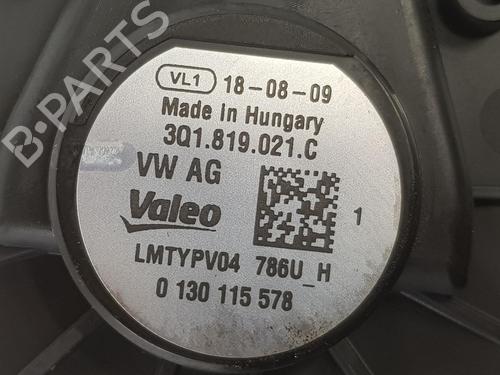 VL1 18-08-09
Made in Hungary
3Q1.819.021.C
VW AG
Valeo
1
LMTYPV04 786U_H
0 130 115 578
B-PARTS